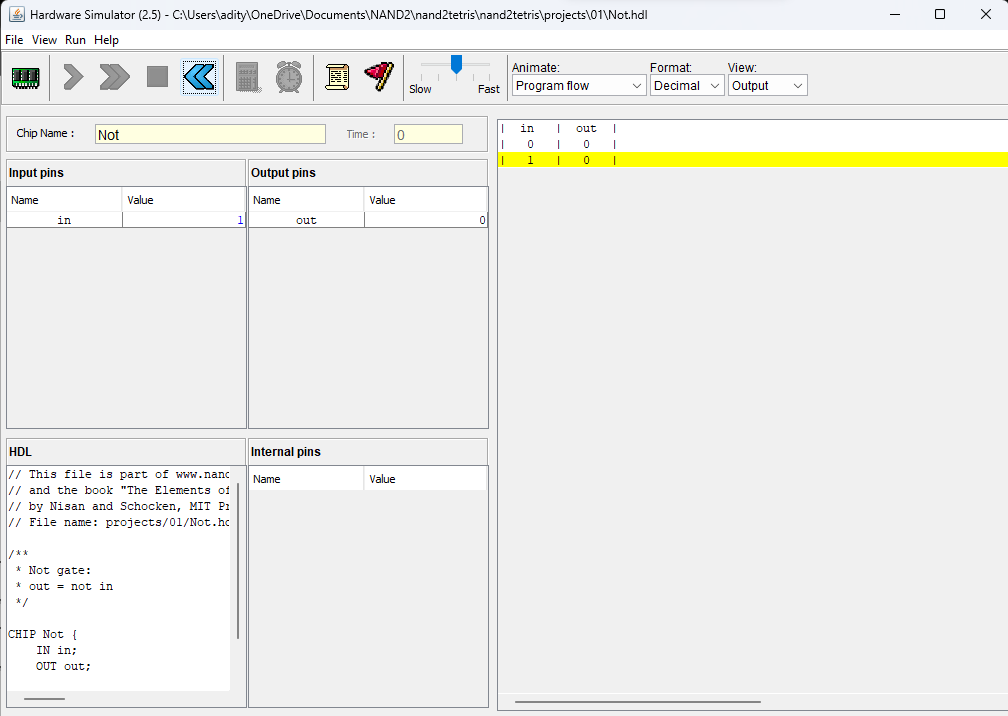 Hardware Simulator (2.5) - C:\Users\adity\OneDrive\Documents\NAND2\nand2tetris\nand2tetris\projects\01\Not.hdl
File View Run Help
Slow Fast
Animate: Format: View:
Program flow Decimal Output
Chip Name : Not Time : 0
Input pins
Name Value
in 1
Output pins
Name Value
out 0
HDL
// This file is part of www.nand
// and the book "The Elements of
// by Nisan and Schocken, MIT Pr
// File name: projects/01/Not.hd
/**
* Not gate:
* out = not in
*/
CHIP Not {
IN in;
OUT out;
Internal pins
Name Value
| in | out |
| 0 | 0 |
| 1 | 0 |